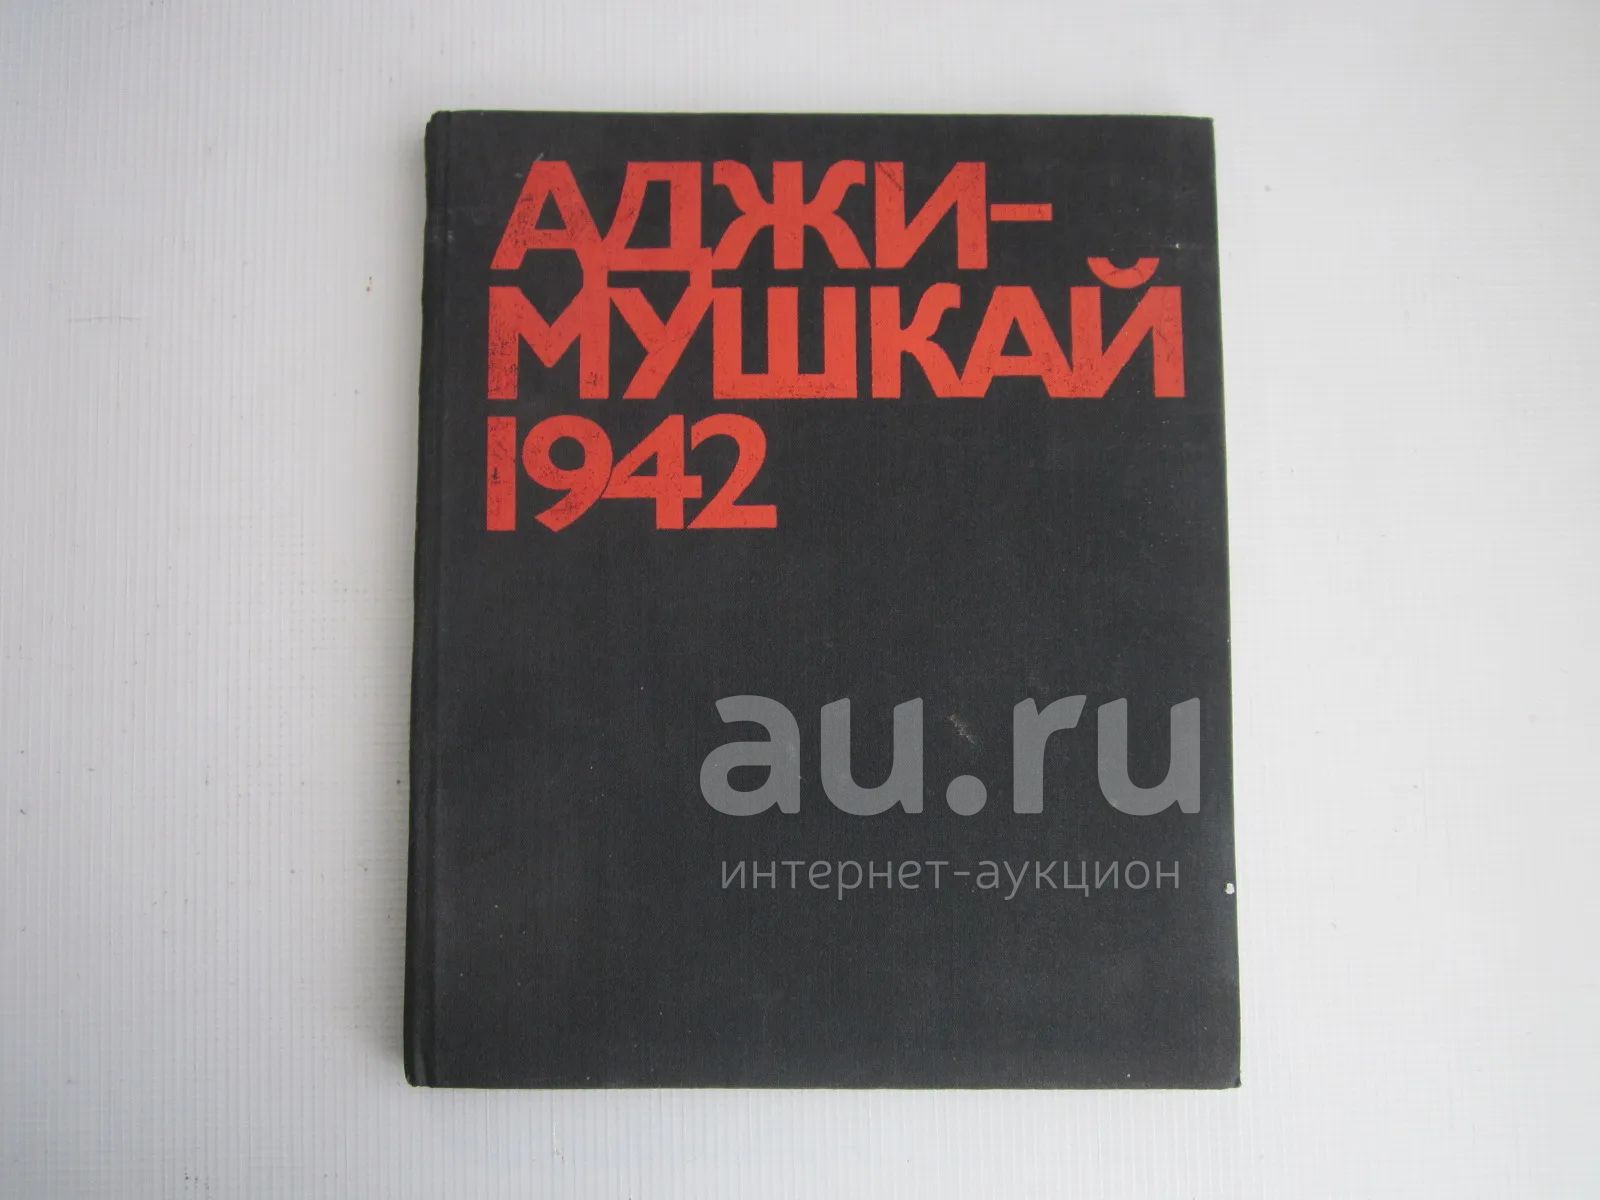 АДЖИ-
МУШКАЙ
1942
au.ru
интернет-аукцион